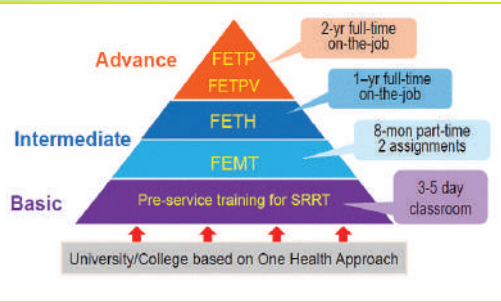 2-yr full-time
on-the-job
Advance
FETP
FETPV
1–yr full-time
on-the-job
FETH
Intermediate
8-mon part-time
2 assignments
FEMT
3-5 day
classroom
Basic
Pre-service training for SRRT
University/College based on One Health Approach